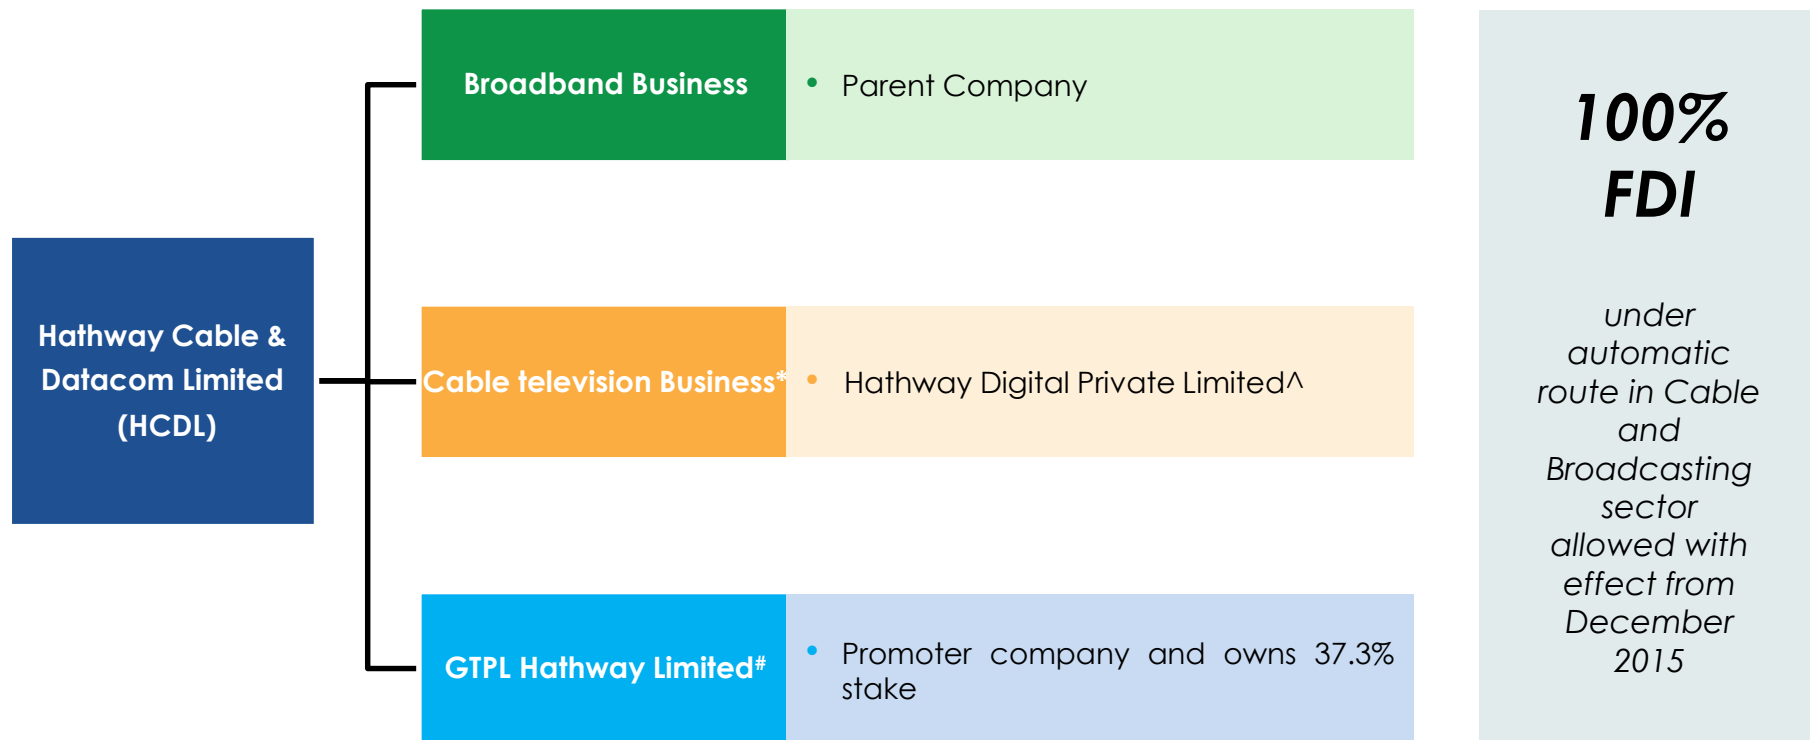 Hathway Cable &
Datacom Limited
(HCDL)
Broadband Business
• Parent Company
Cable television Business*
• Hathway Digital Private Limited^
GTPL Hathway Limited#
• Promoter company and owns 37.3%
stake
100%
FDI
under
automatic
route in Cable
and
Broadcasting
sector
allowed with
effect from
December
2015